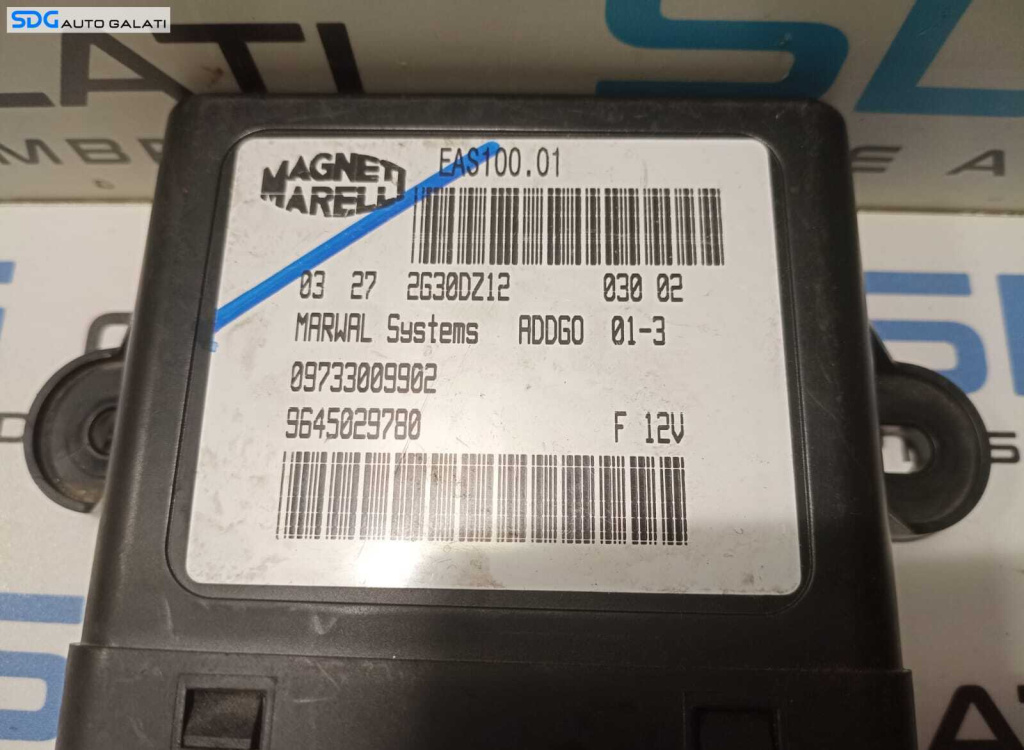 SDG AUTO GALATI
MAGNETI
MARELLI
EAS100.01
03 27 2G30DZ12 030 02
MARWAL Systems ADDGO 01-3
09733009902
9645029780 F 12V